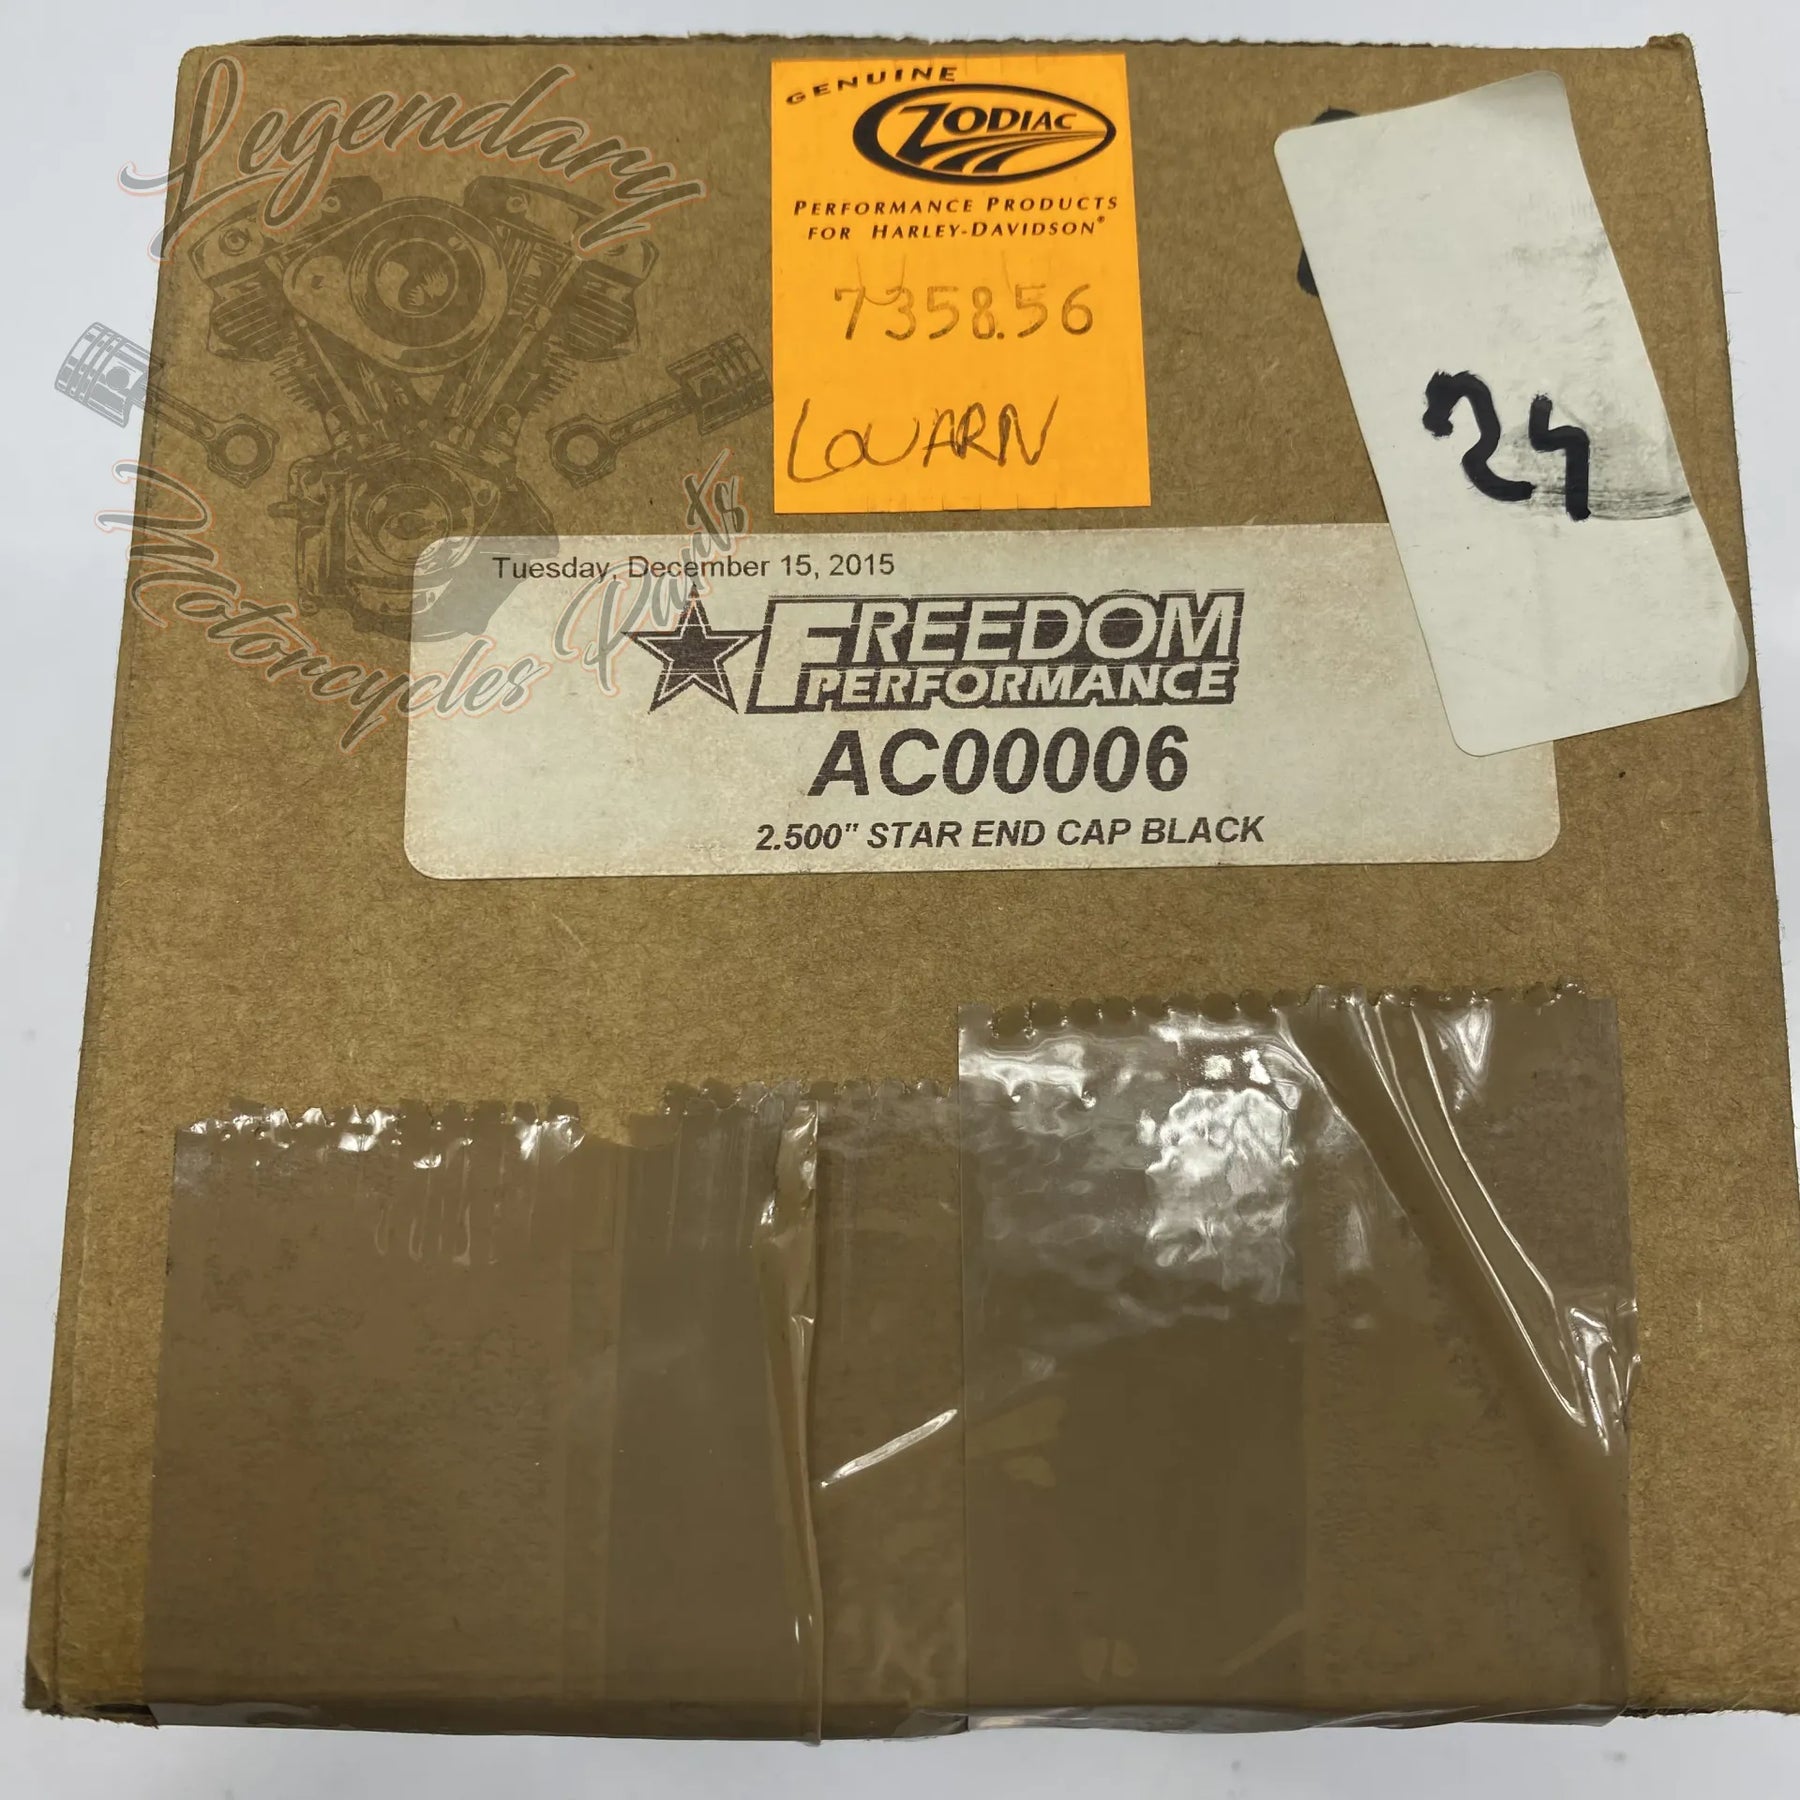 Legendary
Motorcycles Parts
GENUINE
ZODIAC
PERFORMANCE PRODUCTS
FOR HARLEY-DAVIDSON®
735856
LOUARN
24
Tuesday, December 15, 2015
FREEDOM
PERFORMANCE
AC00006
2.500" STAR END CAP BLACK